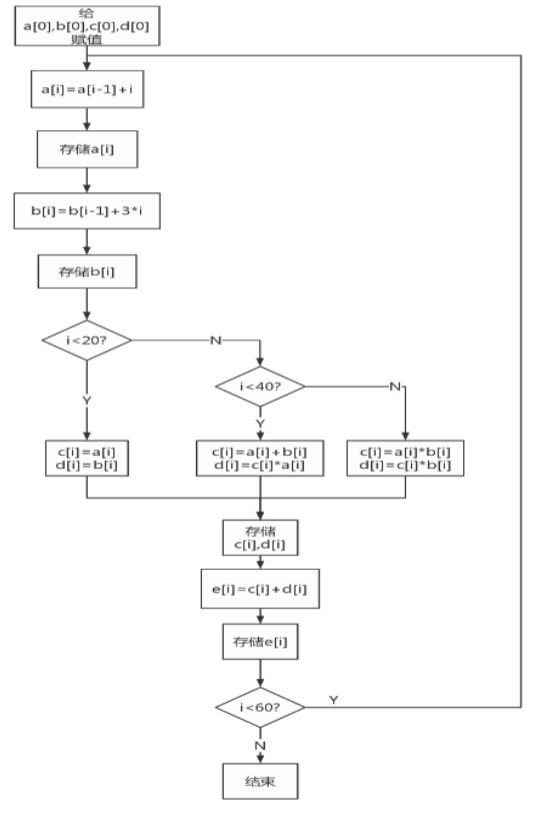 给
a[0],b[0],c[0],d[0]
赋值
a[i]=a[i-1]+i
存储a[i]
b[i]=b[i-1]+3*i
存储b[i]
i<20?
N
i<40?
N
Y
Y
c[i]=a[i]
d[i]=b[i]
c[i]=a[i]+b[i]
d[i]=c[i]*a[i]
c[i]=a[i]*b[i]
d[i]=c[i]*b[i]
存储
c[i],d[i]
e[i]=c[i]+d[i]
存储e[i]
i<60?
Y
N
结束